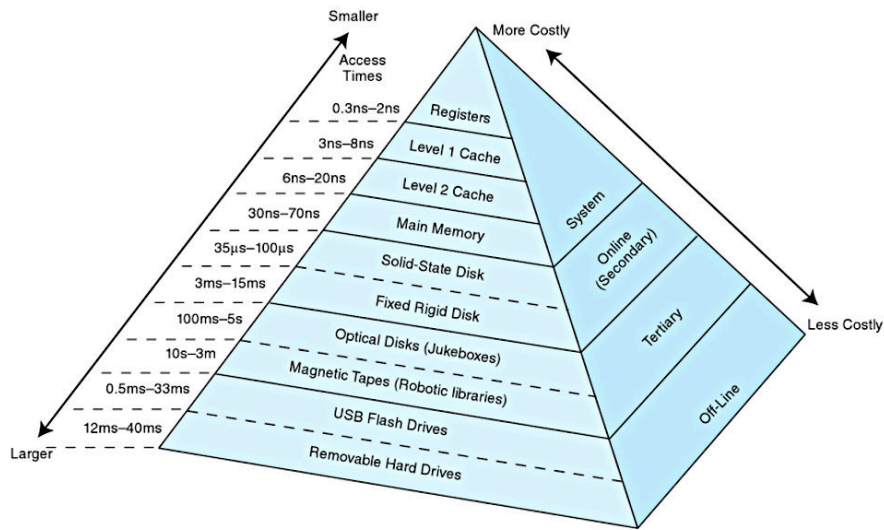 Smaller
More Costly
Access
Times
0.3ns–2ns
Registers
3ns–8ns
Level 1 Cache
6ns–20ns
Level 2 Cache
30ns–70ns
Main Memory
System
35µs–100µs
Solid-State Disk
Online
(Secondary)
3ms–15ms
Fixed Rigid Disk
100ms–5s
Optical Disks (Jukeboxes)
Tertiary
Less Costly
10s–3m
Magnetic Tapes (Robotic libraries)
0.5ms–33ms
USB Flash Drives
Off-Line
12ms–40ms
Removable Hard Drives
Larger